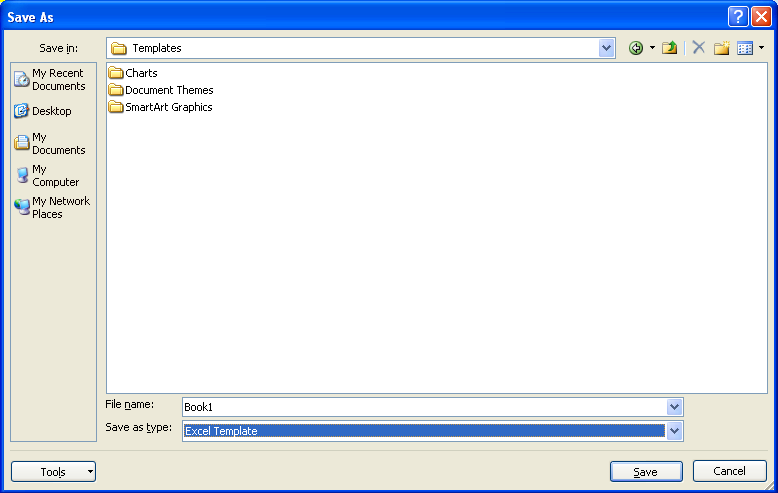 Save As
Save in:
Templates
My Recent
Documents
Desktop
My
Documents
My
Computer
My Network
Places
Charts
Document Themes
SmartArt Graphics
File name:
Book1
Save as type:
Excel Template
Tools
Save
Cancel